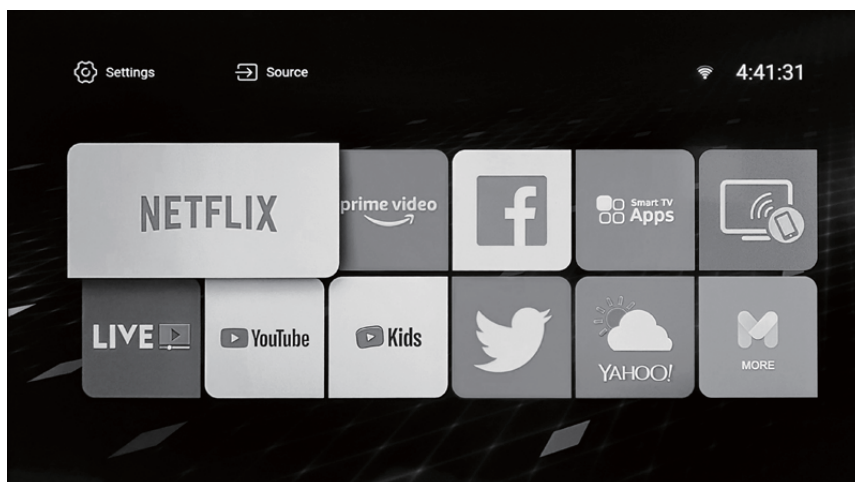 Settings
Source
4:41:31
NETFLIX
prime video
f
Smart TV
Apps
LIVE
YouTube
Kids
YAHOO!
M
MORE